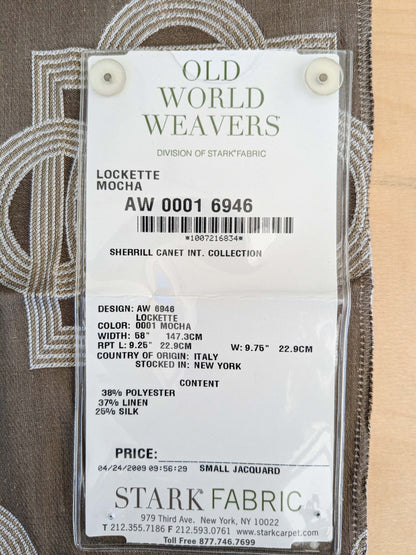 OLD
WORLD
WEAVERS®
DIVISION OF STARK® FABRIC
LOCKETTE
MOCHA
AW 0001 6946
*1007216834*
SHERRILL CANET INT. COLLECTION
DESIGN: AW 6946
LOCKETTE
COLOR: 0001 MOCHA
WIDTH: 58" 147.3CM
RPT L: 9.25" 22.9CM W: 9.75" 22.9CM
COUNTRY OF ORIGIN: ITALY
STOCKED IN: NEW YORK
CONTENT
38% POLYESTER
37% LINEN
25% SILK
PRICE:
04/24/2009 09:56:29 SMALL JACQUARD
STARK® FABRIC
979 Third Ave. New York, NY 10022
T 212.355.7186 F 212.593.0761 www.starkcarpet.com
Toll Free 877.746.7699